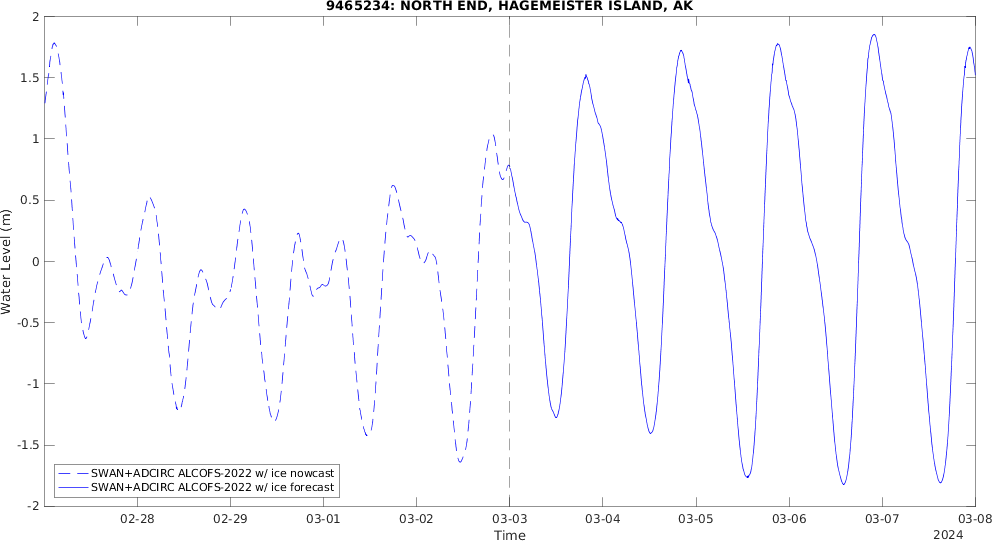 9465234: NORTH END, HAGEMEISTER ISLAND, AK
2
1.5
1
0.5
0
-0.5
-1
-1.5
-2
Water Level (m)
SWAN+ADCIRC ALCOFS-2022 w/ ice nowcast
SWAN+ADCIRC ALCOFS-2022 w/ ice forecast
02-28 02-29 03-01 03-02 03-03 03-04 03-05 03-06 03-07 03-08
Time
2024